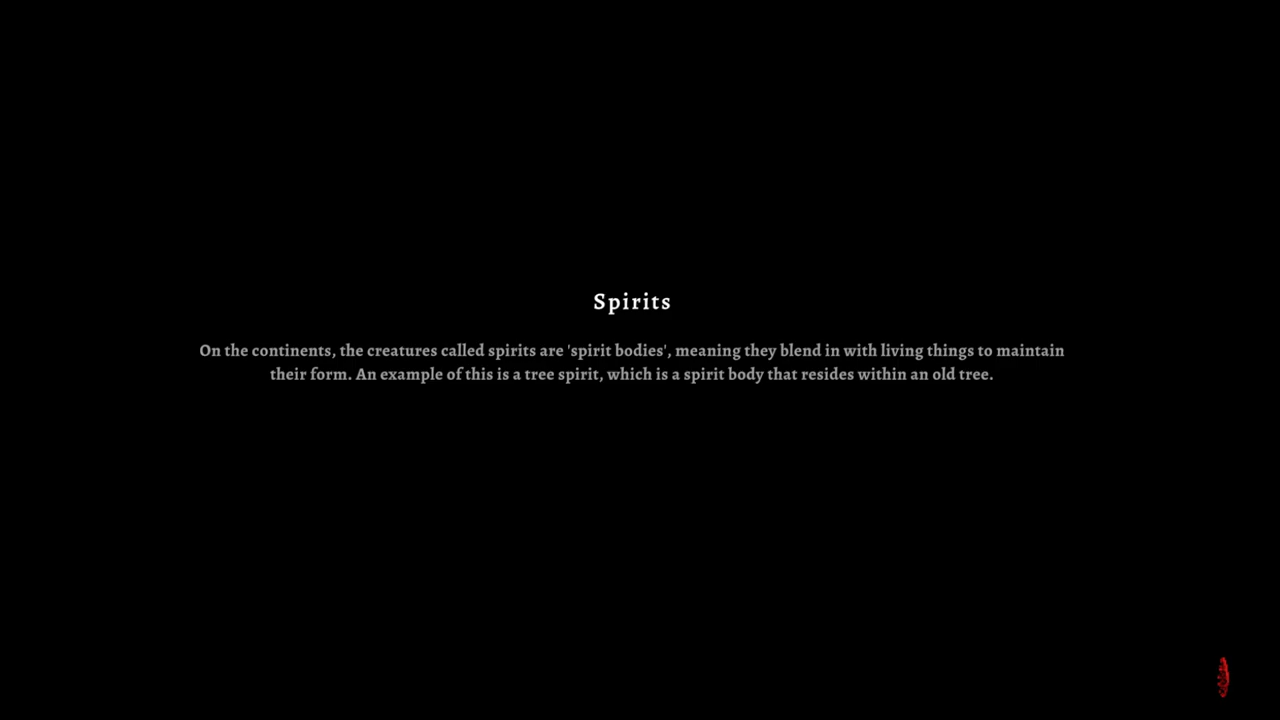 Spirits
On the continents, the creatures called spirits are 'spirit bodies', meaning they blend in with living things to maintain
their form. An example of this is a tree spirit, which is a spirit body that resides within an old tree.